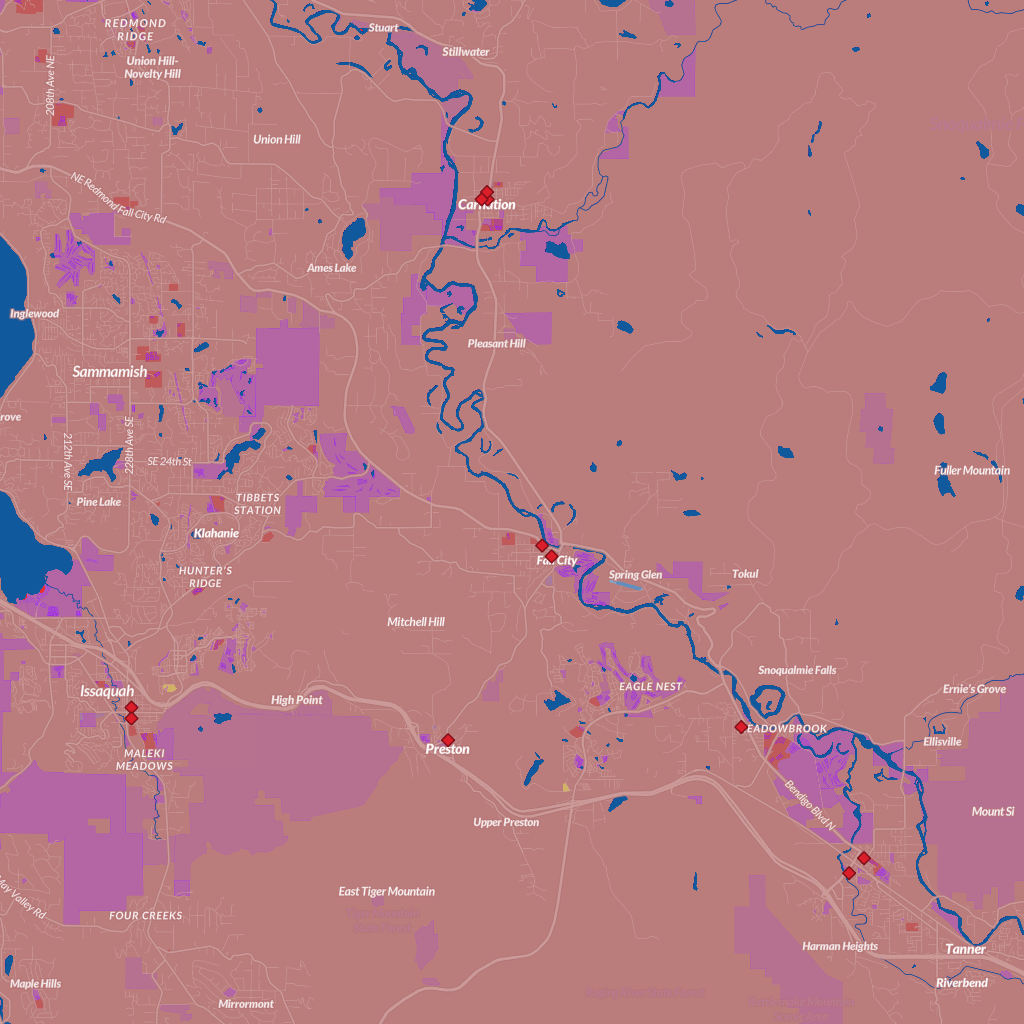 Stuart
REDMOND
RIDGE
Stillwater
Union Hill-
Novelty Hill
208th Ave NE
Union Hill
NE Redmond Fall City Rd
Carnation
Ames Lake
Inglewood
Pleasant Hill
Sammamish
rove
212th Ave SE
228th Ave SE
SE 24th St
Fuller Mountain
Pine Lake
TIBBETS
STATION
Klahanie
Fall City
HUNTER'S
RIDGE
Spring Glen
Tokul
Mitchell Hill
Snoqualmie Falls
EAGLE NEST
Issaquah
High Point
Ernie's Grove
EADOWBROOK
Ellisville
Preston
MALEKI
MEADOWS
Bendigo Blvd N
Mount Si
Upper Preston
East Tiger Mountain
May Valley Rd
FOUR CREEKS
Harman Heights
Tanner
Maple Hills
Riverbend
Mirrormont